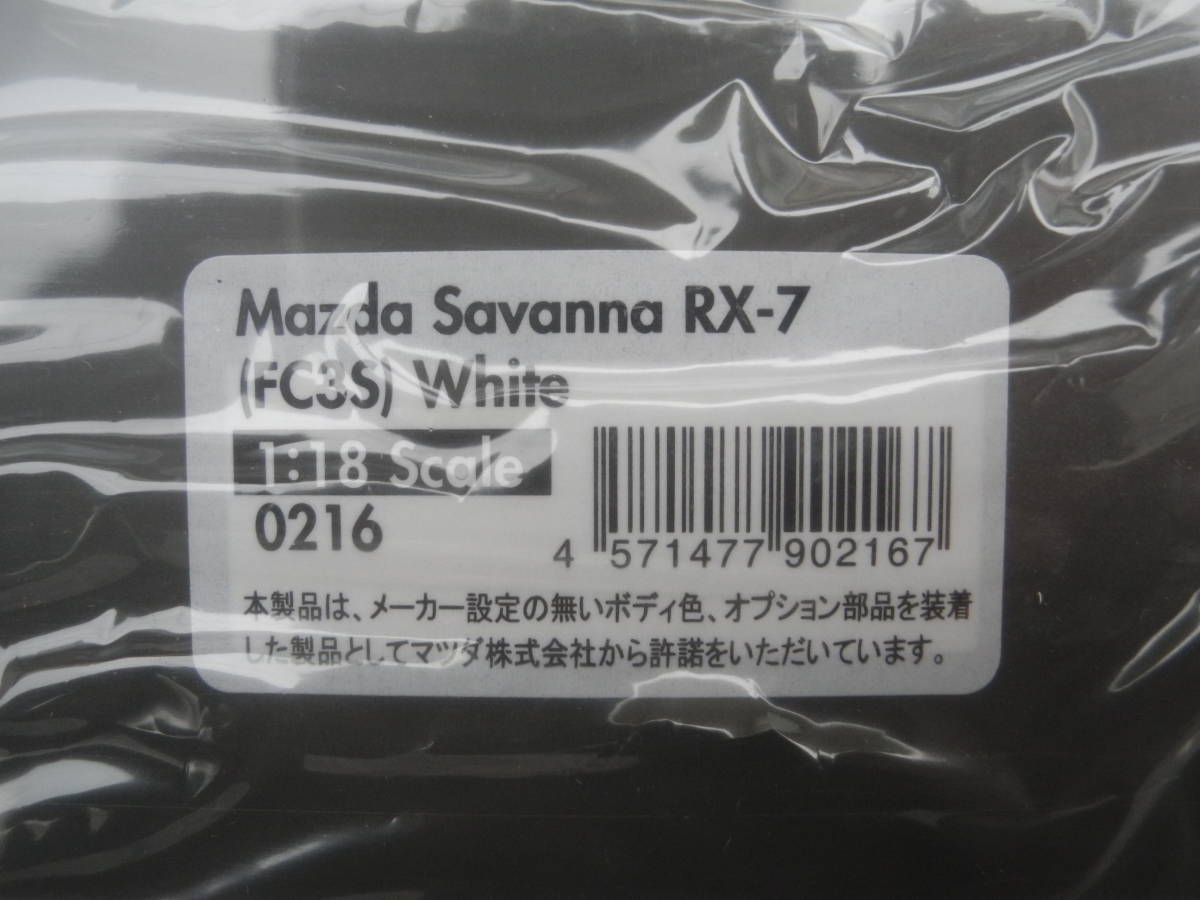 Mazda Savanna RX-7
(FC3S) White
1:18 Scale
0216
4 571477 902167
本製品は、メーカー設定の無いボディ色、オプション部品を装着
した製品としてマツダ株式会社から許諾をいただいています。